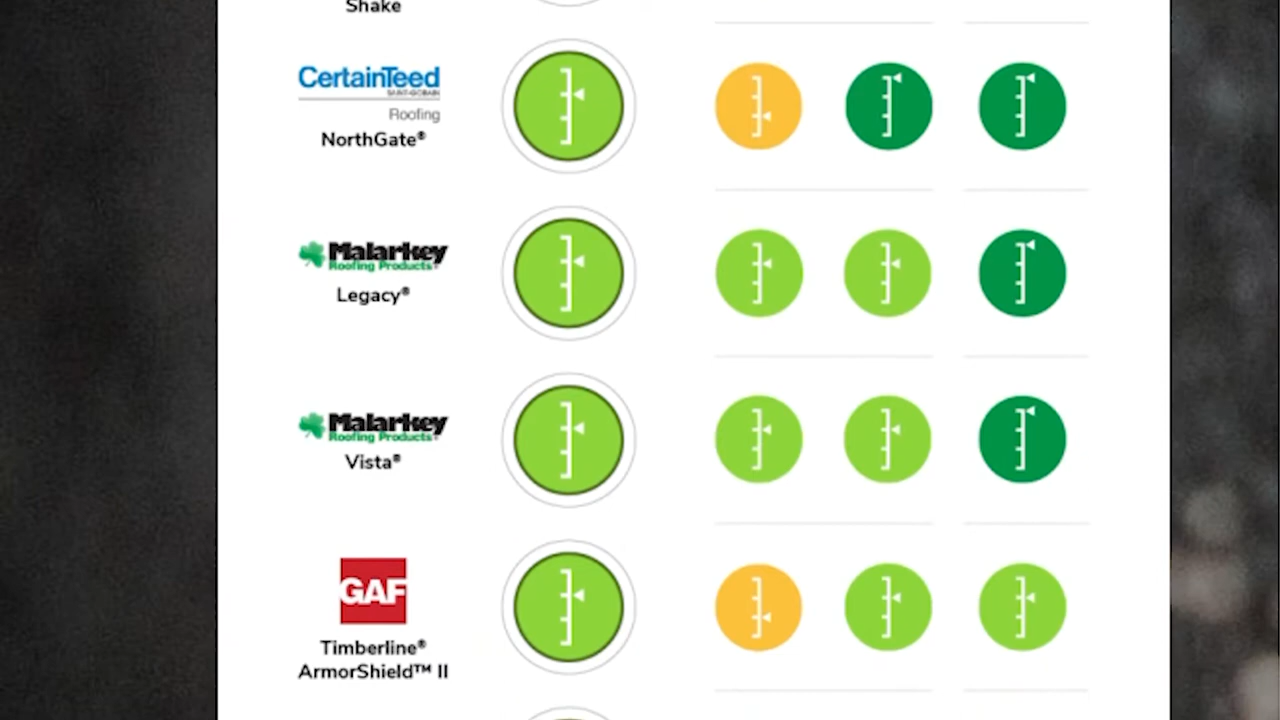 Shake
CertainTeed
SAINT-GOBAIN
Roofing
NorthGate®
Malarkey
Roofing Products®
Legacy®
Malarkey
Roofing Products®
Vista®
GAF
Timberline®
ArmorShield™ II